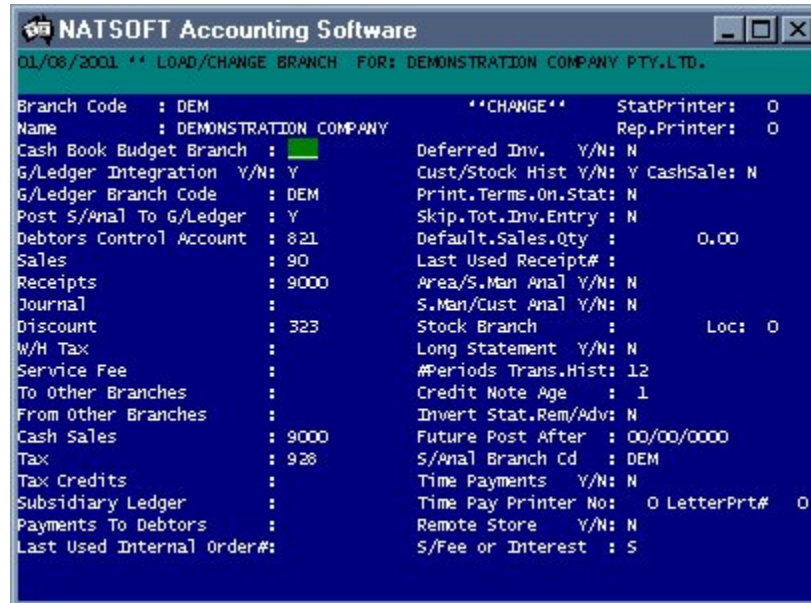 NATSOFT Accounting Software
01/08/2001 ** LOAD/CHANGE BRANCH FOR: DEMONSTRATION COMPANY PTY.LTD.
Branch Code : DEM **CHANGE** StatPrinter: 0
Name : DEMONSTRATION COMPANY Rep.Printer: 0
Cash Book Budget Branch : Deferred Inv. Y/N: N
G/Ledger Integration Y/N: Y Cust/Stock Hist Y/N: Y CashSale: N
G/Ledger Branch Code : DEM Print.Terms.On.Stat: N
Post S/Anal To G/Ledger : Y Skip.Tot.Inv.Entry : N
Debtors Control Account : 821 Default.Sales.Qty : 0.00
Sales : 90 Last Used Receipt# :
Receipts : 9000 Area/S.Man Anal Y/N: N
Journal : S.Man/Cust Anal Y/N: N
Discount : 323 Stock Branch : Loc: 0
W/H Tax : Long Statement Y/N: N
Service Fee : #Periods Trans.Hist: 12
To Other Branches : Credit Note Age : 1
From Other Branches : Invert Stat.Rem/Adv: N
Cash Sales : 9000 Future Post After : 00/00/0000
Tax : 928 S/Anal Branch Cd : DEM
Tax Credits : Time Payments Y/N: N
Subsidiary Ledger : Time Pay Printer No: 0 LetterPrt# 0
Payments To Debtors : Remote Store Y/N: N
Last Used Internal Order#: S/Fee or Interest : S